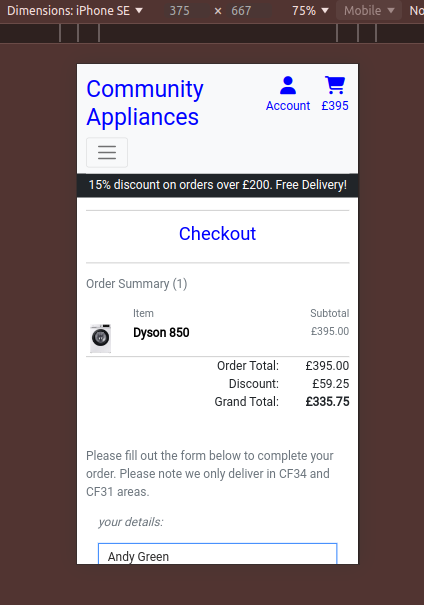 Dimensions: iPhone SE 375 × 667 75% Mobile No
Community
Appliances
Account £395
15% discount on orders over £200. Free Delivery!
Checkout
Order Summary (1)
Item Subtotal
Dyson 850 £395.00
Order Total: £395.00
Discount: £59.25
Grand Total: £335.75
Please fill out the form below to complete your
order. Please note we only deliver in CF34 and
CF31 areas.
your details:
Andy Green